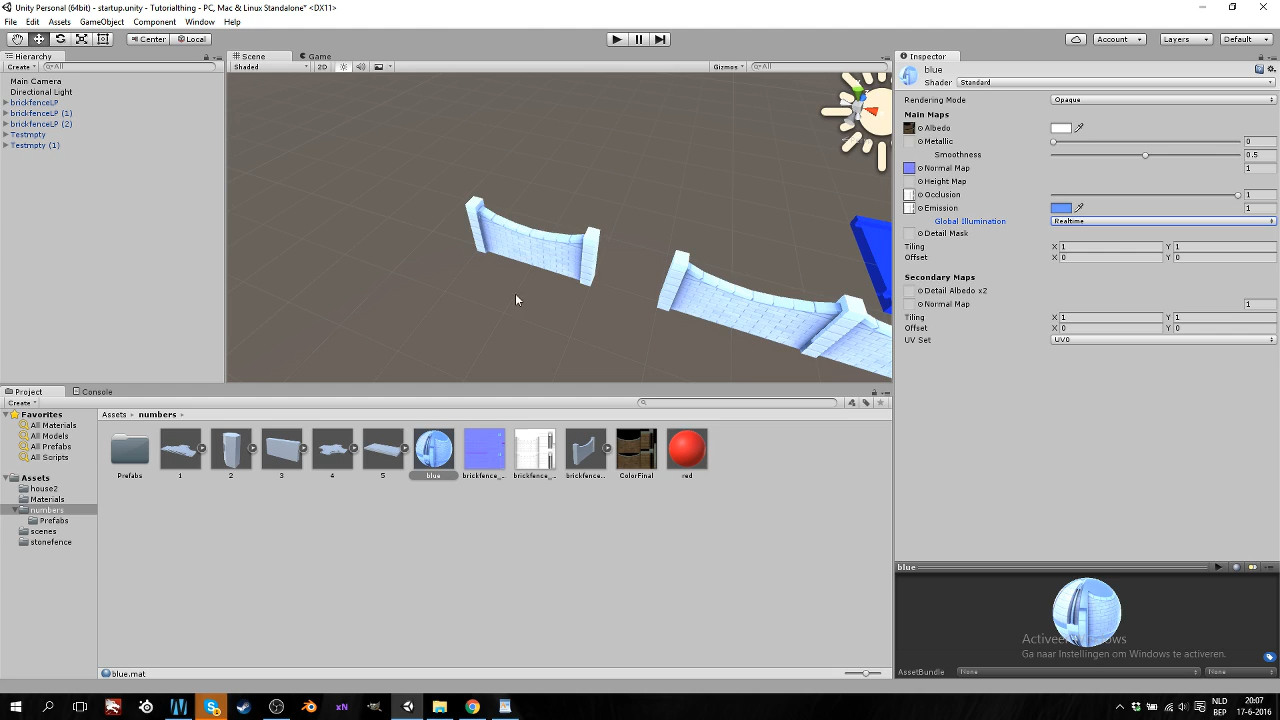 Unity Personal (64bit) - startup.unity - Tutorialthing - PC, Mac & Linux Standalone* <DX11>
File Edit Assets GameObject Component Window Help
Center Local Account Layers Default
Hierarchy Scene Game Inspector
Create All Shaded 2D Gizmos All
blue
Shader Standard
Main Camera
Directional Light
brickfenceLP
brickfenceLP (1)
brickfenceLP (2)
Testmpty
Testmpty (1)
Rendering Mode Opaque
Main Maps
Albedo
Metallic 0
Smoothness 0.5
Normal Map 1
Height Map
Occlusion 1
Emission 1
Global Illumination Realtime
Detail Mask
Tiling X 1 Y 1
Offset X 0 Y 0
Secondary Maps
Detail Albedo x2
Normal Map 1
Tiling X 1 Y 1
Offset X 0 Y 0
UV Set UV0
Project Console
Create
Favorites
All Materials
All Models
All Prefabs
All Scripts
Assets
house2
Materials
numbers
Prefabs
scenes
stonefence
Assets numbers
Prefabs 1 2 3 4 5 blue brickfence_... brickfence_... brickfence... ColorFinal red
blue.mat
blue
Activeer Windows
Ga naar Instellingen om Windows te activeren.
AssetBundle None None
NLD 20:07
BEP 17-6-2016